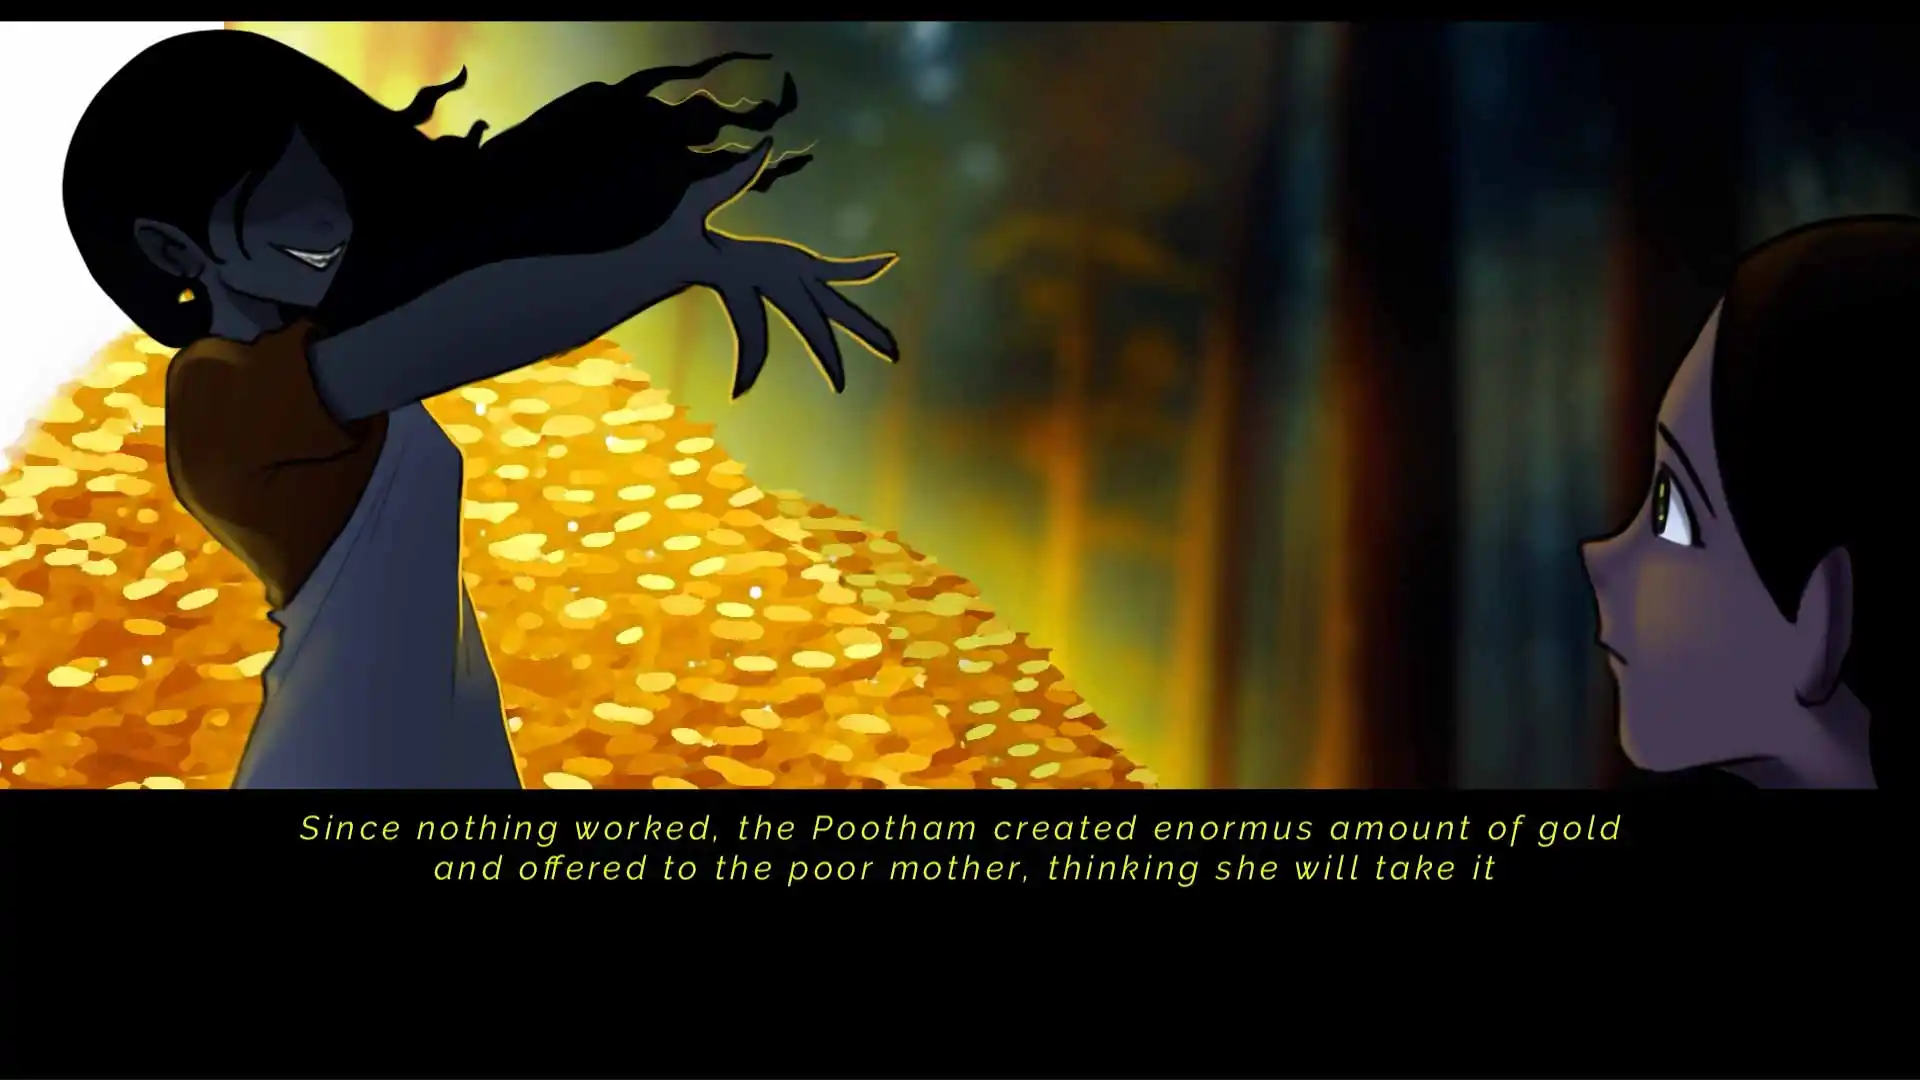 Since nothing worked, the Pootham created enormus amount of gold
and offered to the poor mother, thinking she will take it